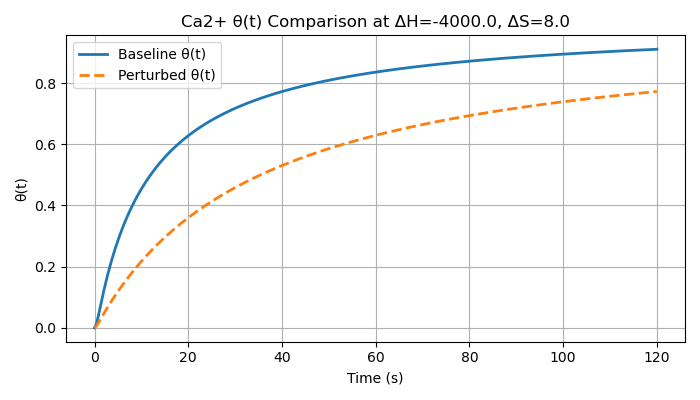 Ca2+ θ(t) Comparison at ΔH=-4000.0, ΔS=8.0
Baseline θ(t)
Perturbed θ(t)
θ(t)
0.8
0.6
0.4
0.2
0.0
0 20 40 60 80 100 120
Time (s)